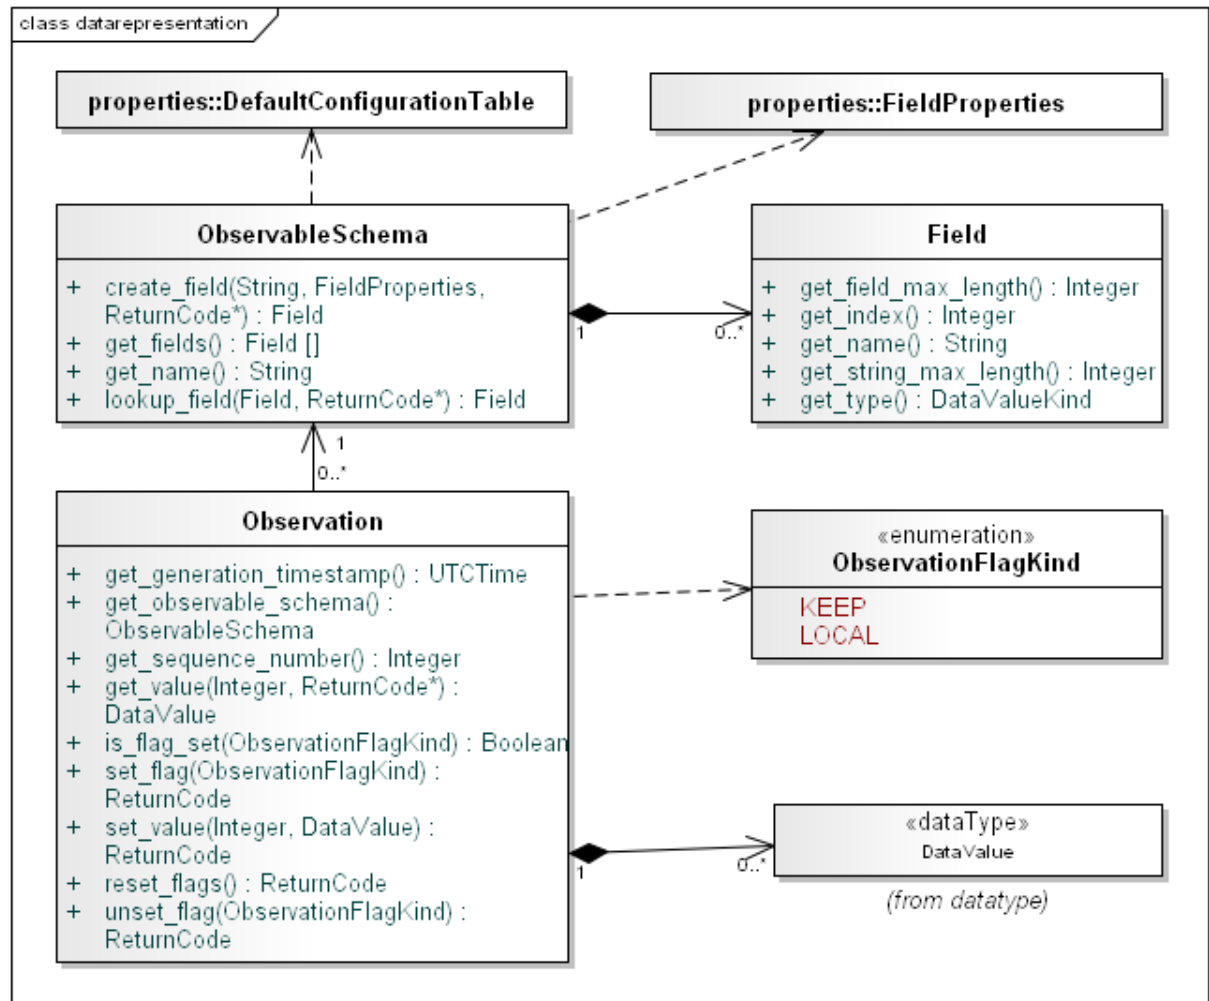 class datarepresentation
properties::DefaultConfigurationTable
properties::FieldProperties
ObservableSchema
+ create_field(String, FieldProperties,
ReturnCode*) : Field
+ get_fields() : Field []
+ get_name() : String
+ lookup_field(Field, ReturnCode*) : Field
1
0..*
Field
+ get_field_max_length() : Integer
+ get_index() : Integer
+ get_name() : String
+ get_string_max_length() : Integer
+ get_type() : DataValueKind
1
0..*
Observation
+ get_generation_timestamp() : UTCTime
+ get_observable_schema() :
ObservableSchema
+ get_sequence_number() : Integer
+ get_value(Integer, ReturnCode*) :
DataValue
+ is_flag_set(ObservationFlagKind) : Boolean
+ set_flag(ObservationFlagKind) :
ReturnCode
+ set_value(Integer, DataValue) :
ReturnCode
+ reset_flags() : ReturnCode
+ unset_flag(ObservationFlagKind) :
ReturnCode
«enumeration»
ObservationFlagKind
KEEP
LOCAL
1
0..*
«dataType»
DataValue
(from datatype)